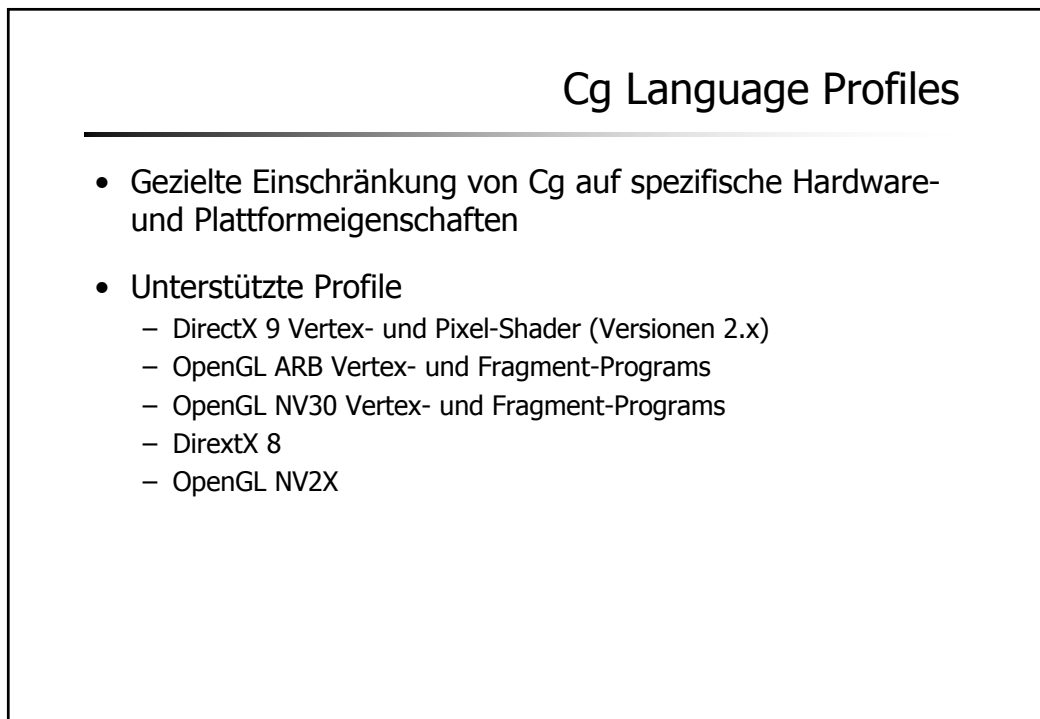 Cg Language Profiles
• Gezielte Einschränkung von Cg auf spezifische Hardware-
und Plattformeigenschaften
• Unterstützte Profile
– DirectX 9 Vertex- und Pixel-Shader (Versionen 2.x)
– OpenGL ARB Vertex- und Fragment-Programs
– OpenGL NV30 Vertex- und Fragment-Programs
– DirextX 8
– OpenGL NV2X